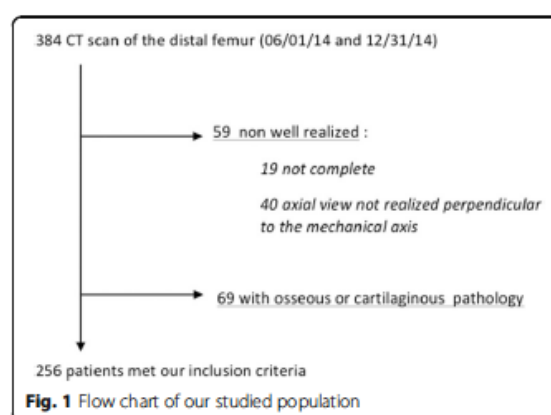 384 CT scan of the distal femur (06/01/14 and 12/31/14)
59 non well realized :
19 not complete
40 axial view not realized perpendicular
to the mechanical axis
69 with osseous or cartilaginous pathology
256 patients met our inclusion criteria
Fig. 1 Flow chart of our studied population